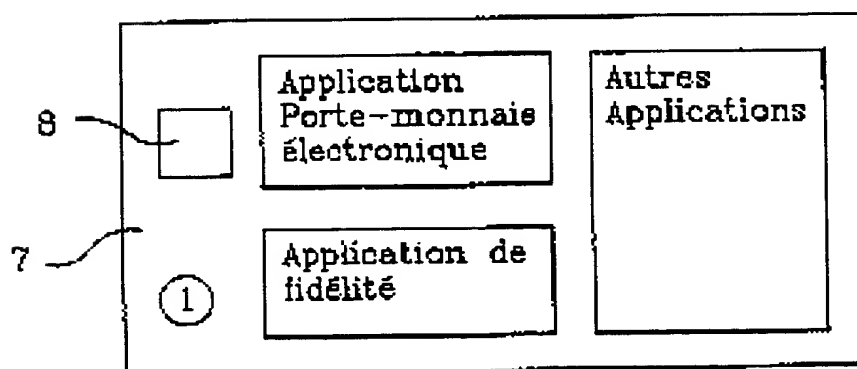 8
7
1
Application
Porte-monnaie
électronique
Application de
fidélité
Autres
Applications